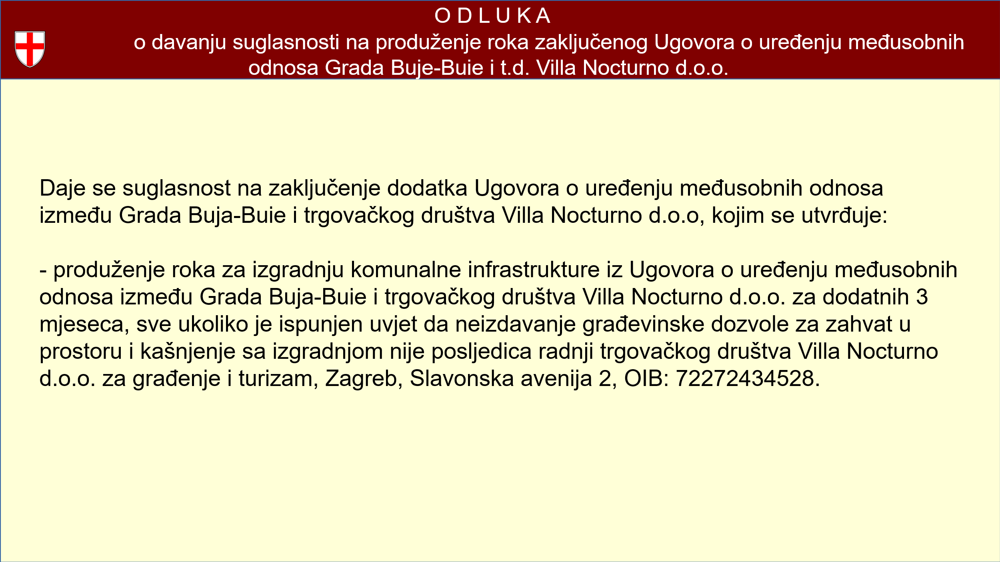 O D L U K A
o davanju suglasnosti na produženje roka zaključenog Ugovora o uređenju međusobnih
odnosa Grada Buje-Buie i t.d. Villa Nocturno d.o.o.
Daje se suglasnost na zaključenje dodatka Ugovora o uređenju međusobnih odnosa
između Grada Buja-Buie i trgovačkog društva Villa Nocturno d.o.o, kojim se utvrđuje:
- produženje roka za izgradnju komunalne infrastrukture iz Ugovora o uređenju međusobnih
odnosa između Grada Buja-Buie i trgovačkog društva Villa Nocturno d.o.o. za dodatnih 3
mjeseca, sve ukoliko je ispunjen uvjet da neizdavanje građevinske dozvole za zahvat u
prostoru i kašnjenje sa izgradnjom nije posljedica radnji trgovačkog društva Villa Nocturno
d.o.o. za građenje i turizam, Zagreb, Slavonska avenija 2, OIB: 72272434528.